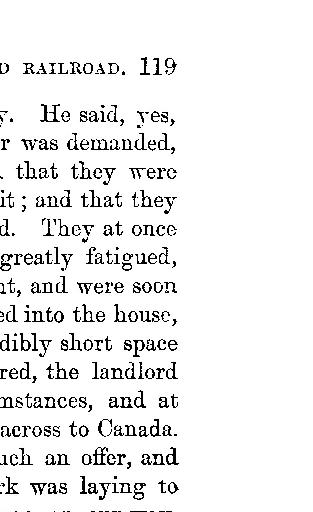 D RAILROAD. 119
y. He said, yes,
r was demanded,
that they were
it; and that they
d. They at once
greatly fatigued,
nt, and were soon
ed into the house,
dibly short space
red, the landlord
mstances, and at
across to Canada.
uch an offer, and
rk was laying to